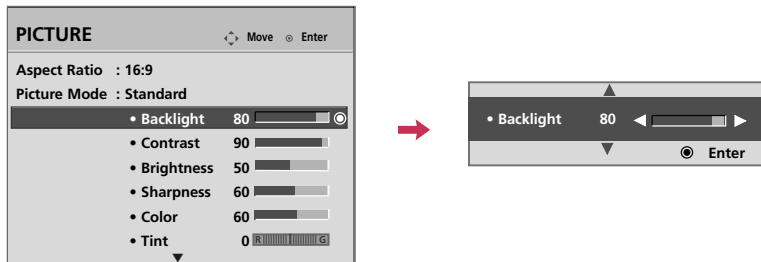 PICTURE
Move Enter
Aspect Ratio : 16:9
Picture Mode : Standard
• Backlight 80
• Contrast 90
• Brightness 50
• Sharpness 60
• Color 60
• Tint 0 R G
• Backlight 80
Enter